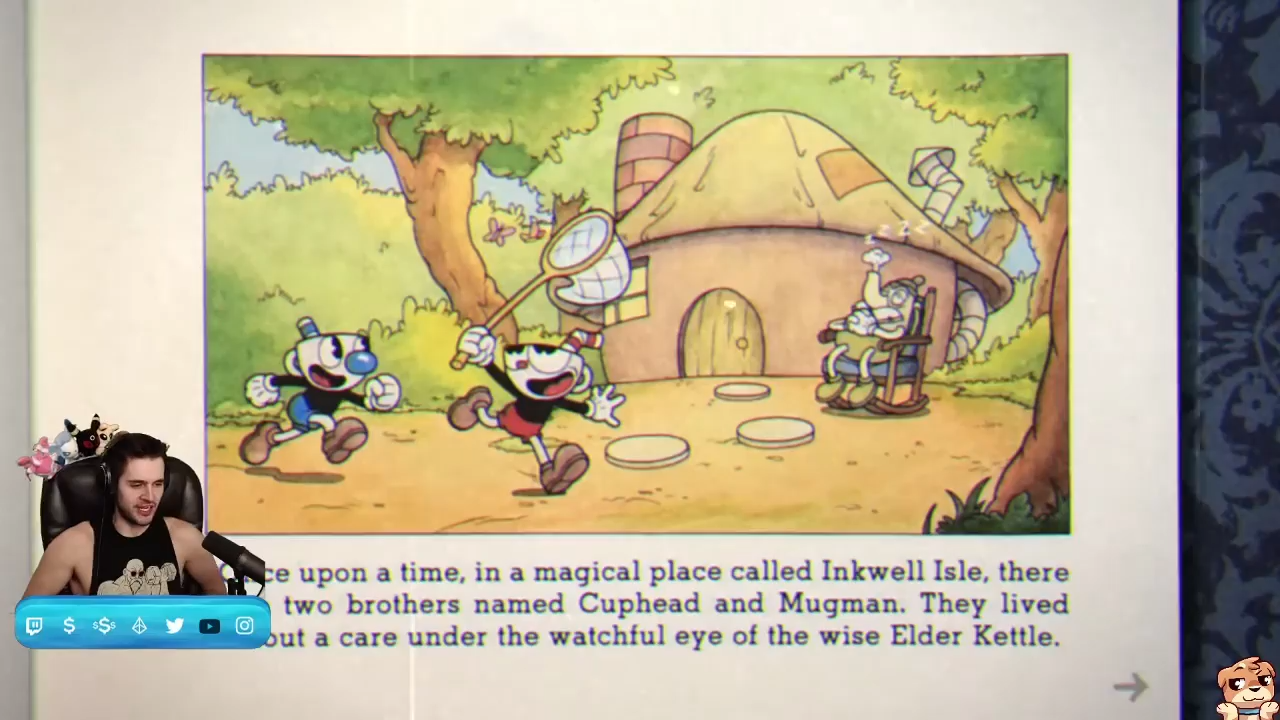 z z z z
ce upon a time, in a magical place called Inkwell Isle, there
two brothers named Cuphead and Mugman. They lived
out a care under the watchful eye of the wise Elder Kettle.
$ $$$